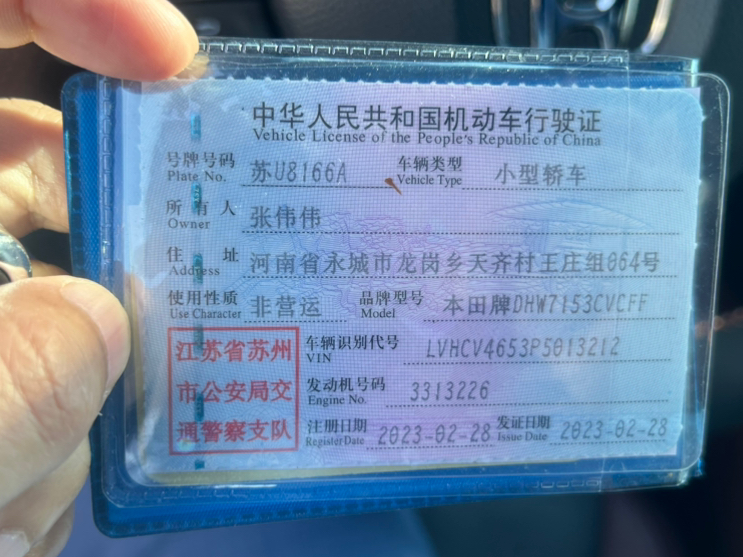 中华人民共和国机动车行驶证
Vehicle License of the People's Republic of China
号牌号码 苏U8166A 车辆类型 小型轿车
Plate No. Vehicle Type
所有人 张伟伟
Owner
住址 河南省永城市龙岗乡天齐村王庄组064号
Address
使用性质 非营运 品牌型号 本田牌DHW7153CVCFF
Use Character Model
江苏省苏州 车辆识别代号 LVHCV4653P5013212
VIN
市公安局交 发动机号码 3313226
Engine No.
通警察支队 注册日期 2023-02-28 发证日期 2023-02-28
Register Date Issue Date